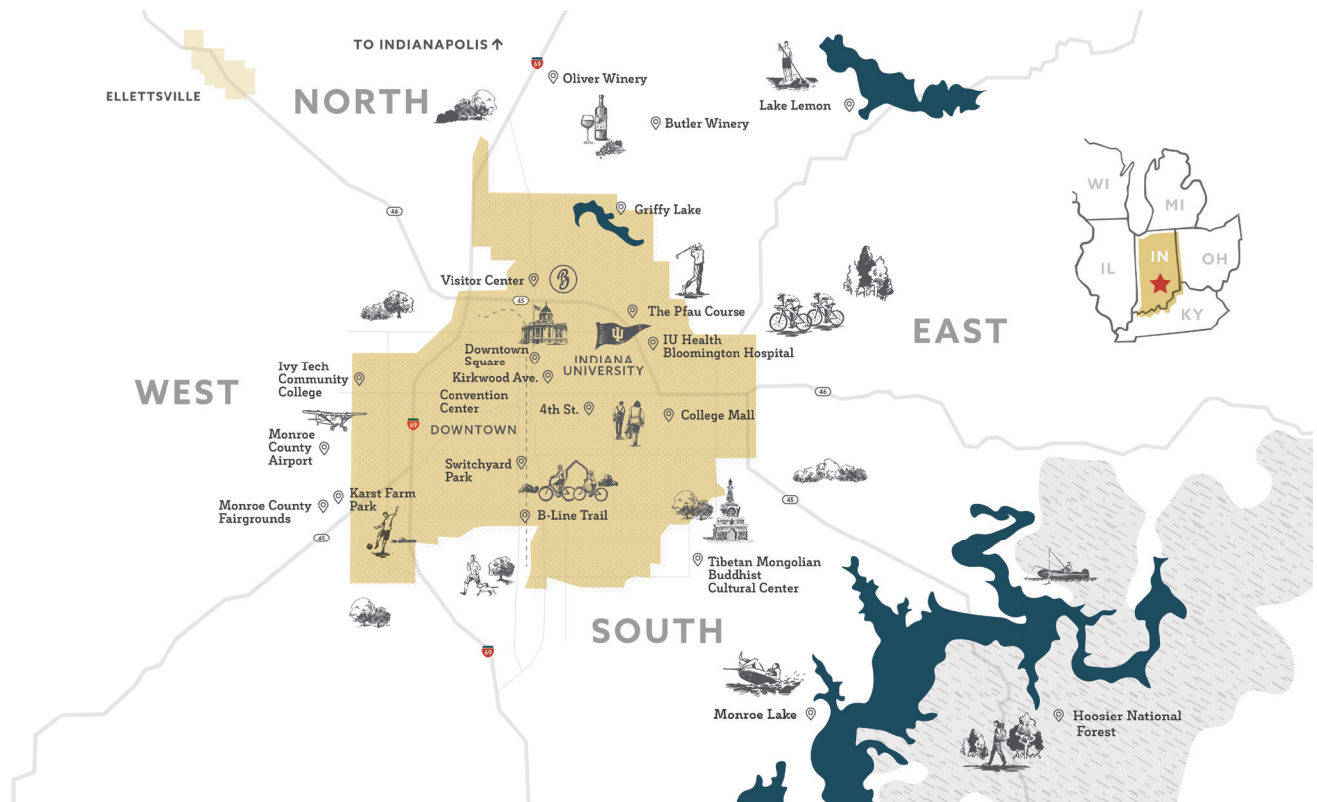 TO INDIANAPOLIS
69
Oliver Winery
ELLETTSVILLE
NORTH
Lake Lemon
Butler Winery
WI
MI
46
Griffy Lake
IL
IN
OH
KY
Visitor Center
B
45
The Pfau Course
EAST
IU
IU Health
Bloomington Hospital
Downtown
Square
INDIANA
UNIVERSITY
Ivy Tech
Community
College
WEST
Kirkwood Ave.
46
Convention
Center
4th St.
College Mall
69
DOWNTOWN
Monroe
County
Airport
Switchyard
Park
Karst Farm
Park
45
Monroe County
Fairgrounds
B-Line Trail
45
Tibetan Mongolian
Buddhist
Cultural Center
SOUTH
69
Monroe Lake
Hoosier National
Forest